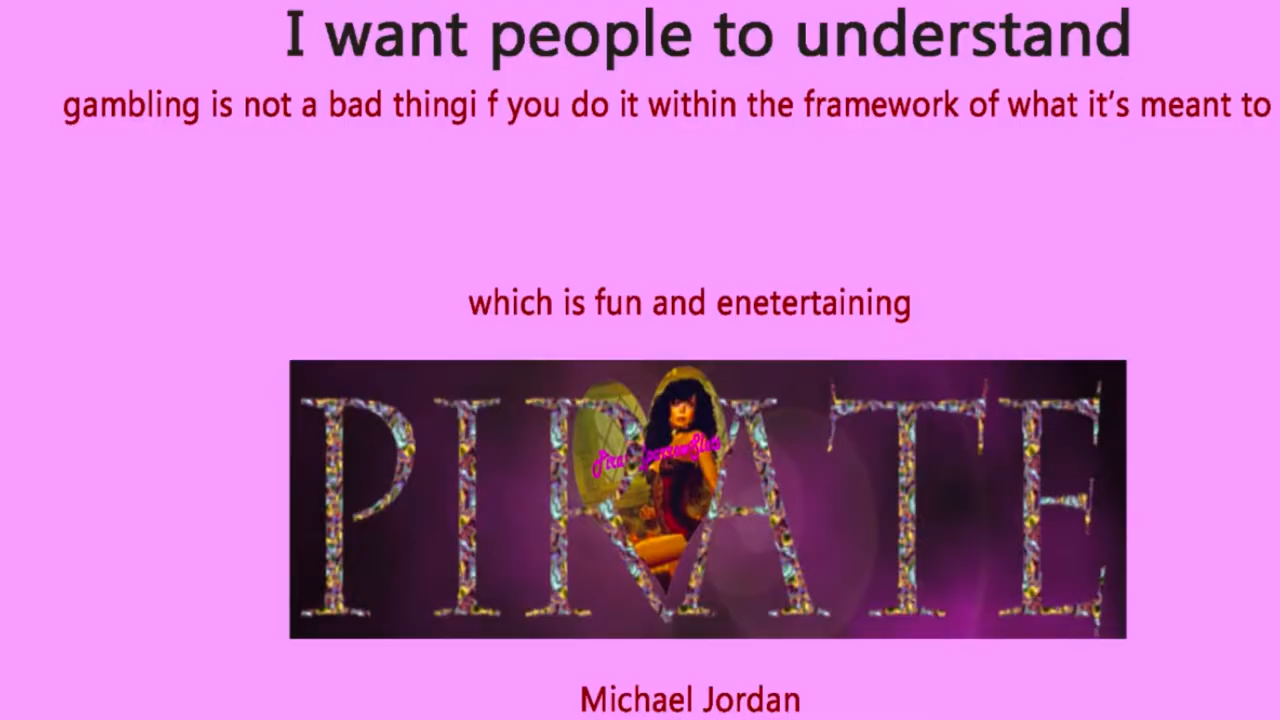 I want people to understand
gambling is not a bad thingi f you do it within the framework of what it’s meant to
which is fun and enetertaining
PIRATE
Michael Jordan